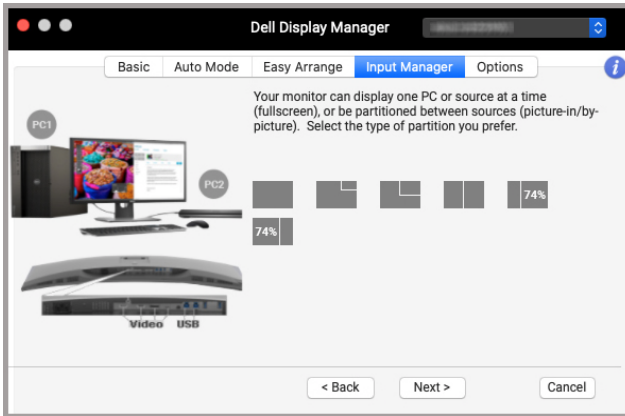 Dell Display Manager
Basic Auto Mode Easy Arrange Input Manager Options
i
Your monitor can display one PC or source at a time
(fullscreen), or be partitioned between sources (picture-in/by-
picture). Select the type of partition you prefer.
PC1
PC2
74%
74%
Video USB
< Back Next > Cancel